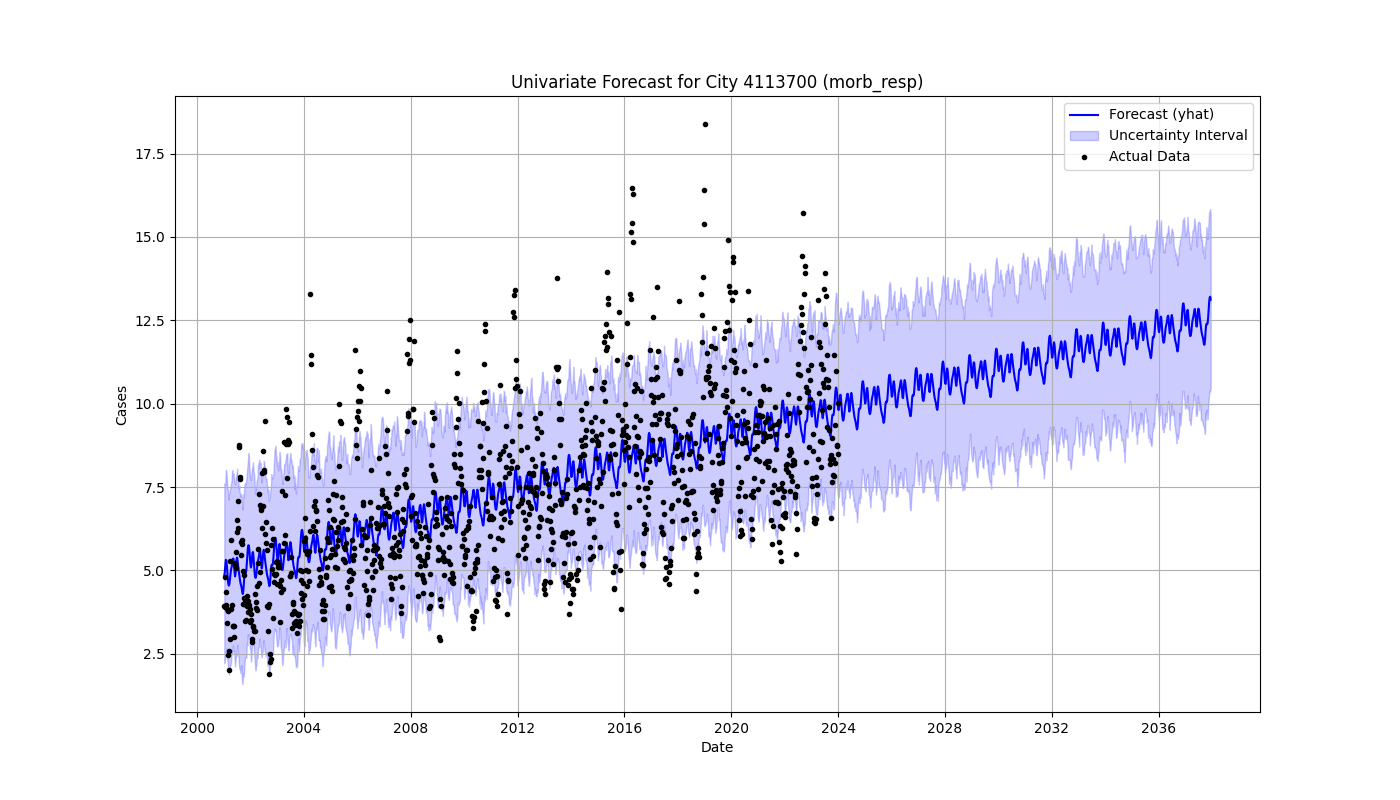 Univariate Forecast for City 4113700 (morb_resp)
Forecast (yhat)
Uncertainty Interval
Actual Data
Cases
17.5
15.0
12.5
10.0
7.5
5.0
2.5
2000 2004 2008 2012 2016 2020 2024 2028 2032 2036
Date